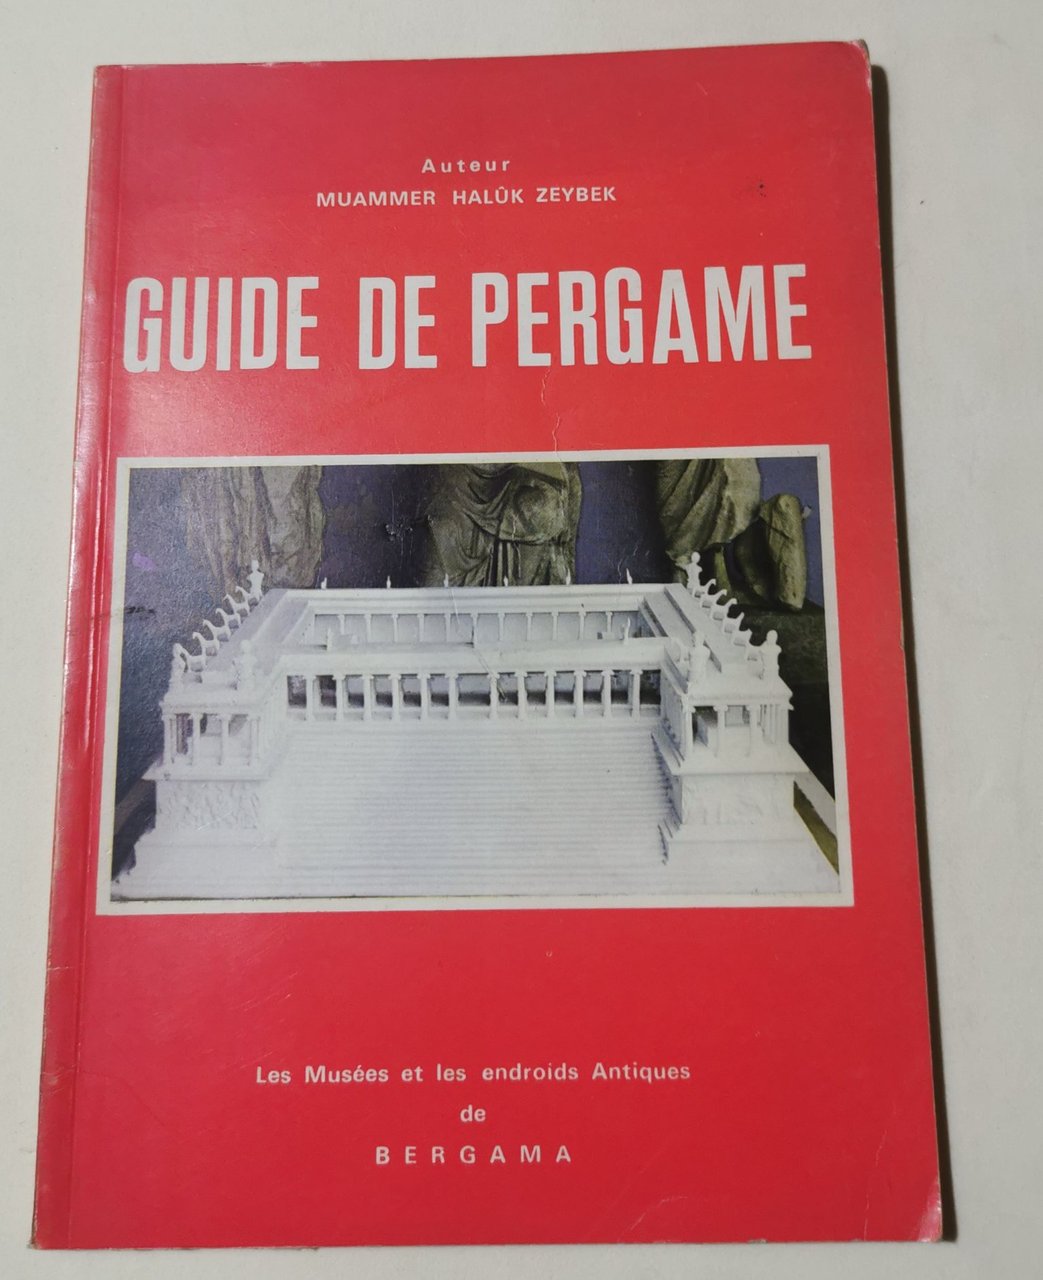 Auteur
MUAMMER HALÛK ZEYBEK
GUIDE DE PERGAME
Les Musées et les endroids Antiques
de
BERGAMA